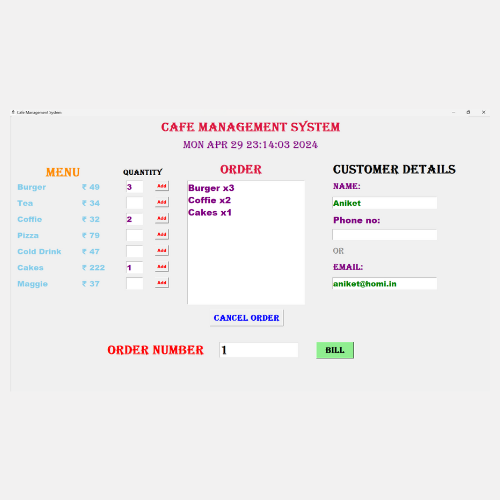 Cafe Management System
CAFE MANAGEMENT SYSTEM
MON APR 29 23:14:03 2024
MENU QUANTITY ORDER CUSTOMER DETAILS
Burger ₹ 49 3 Add Burger x3 NAME:
Tea ₹ 34 Add Coffie x2 Aniket
Coffie ₹ 32 2 Add Cakes x1 Phone no:
Pizza ₹ 79 Add
Cold Drink ₹ 47 Add OR
Cakes ₹ 222 1 Add EMAIL:
Maggie ₹ 37 Add aniket@homi.in
CANCEL ORDER
ORDER NUMBER 1 BILL